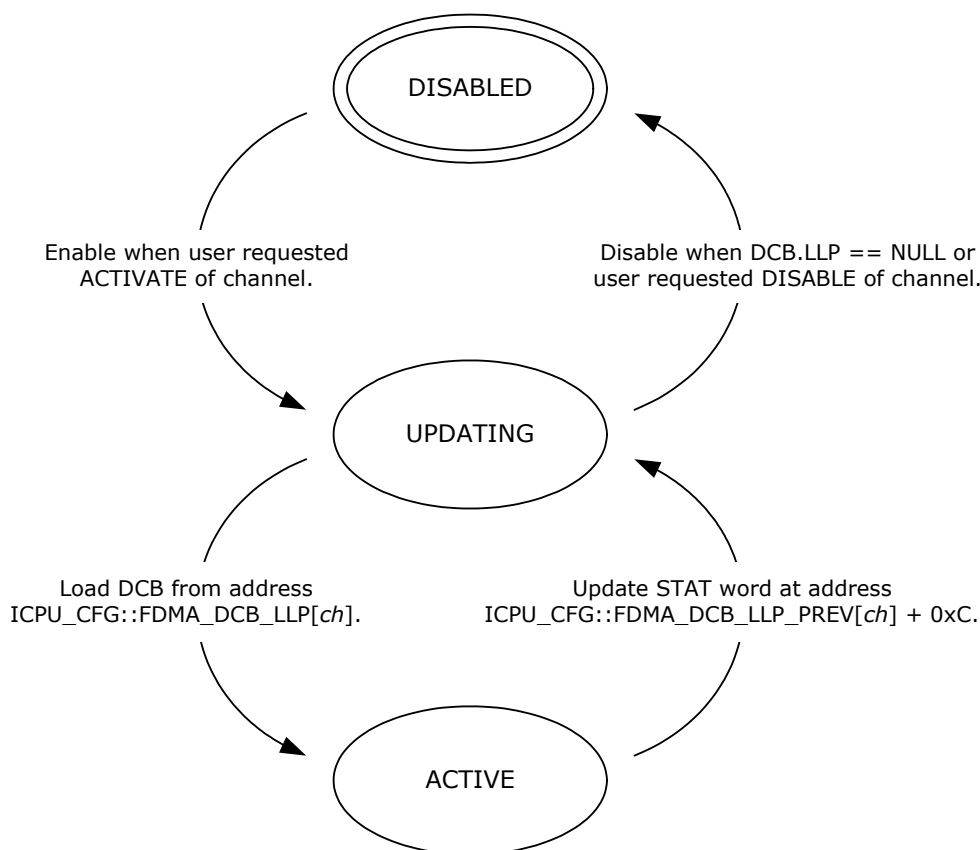 DISABLED
Enable when user requested
ACTIVATE of channel.
Disable when DCB.LLP == NULL or
user requested DISABLE of channel.
UPDATING
Load DCB from address
ICPU_CFG::FDMA_DCB_LLP[ch].
Update STAT word at address
ICPU_CFG::FDMA_DCB_LLP_PREV[ch] + 0xC.
ACTIVE